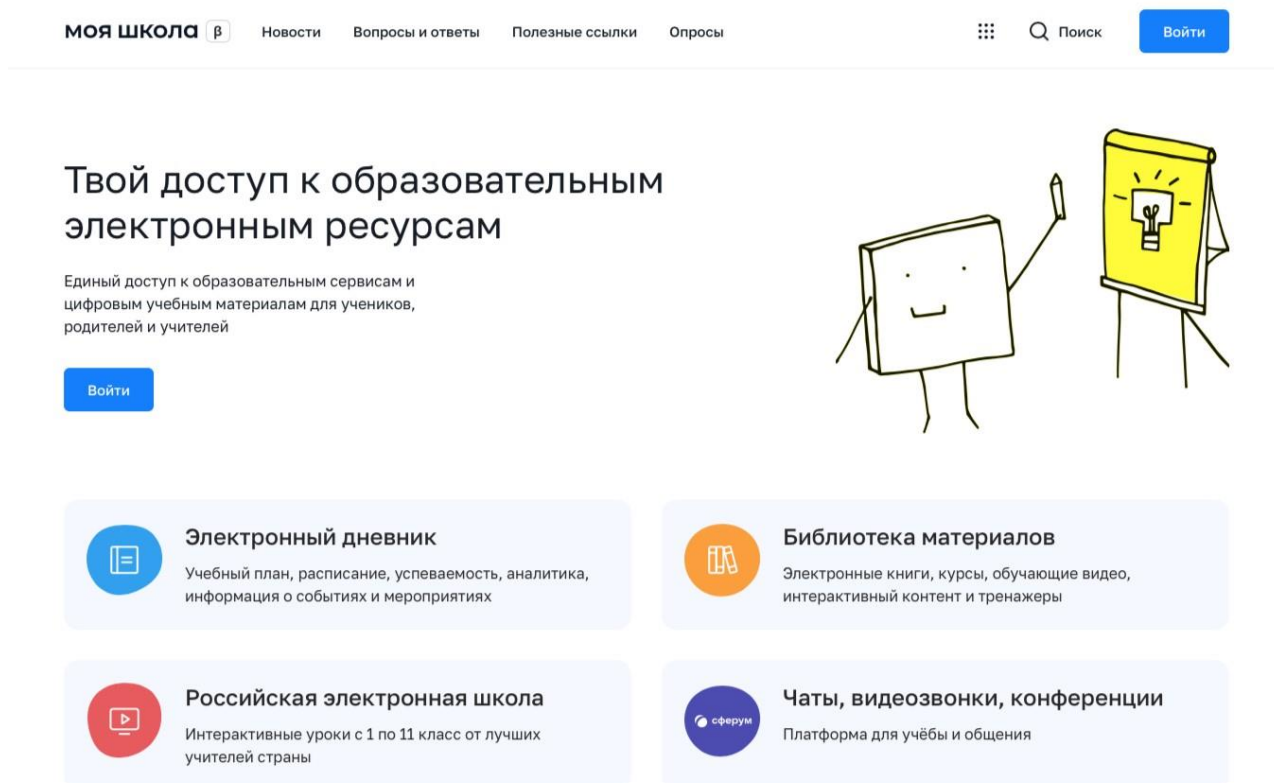 моя школа β
Новости
Вопросы и ответы
Полезные ссылки
Опросы
Поиск
Войти
Твой доступ к образовательным
электронным ресурсам
Единый доступ к образовательным сервисам и
цифровым учебным материалам для учеников,
родителей и учителей
Войти
Электронный дневник
Учебный план, расписание, успеваемость, аналитика,
информация о событиях и мероприятиях
Библиотека материалов
Электронные книги, курсы, обучающие видео,
интерактивный контент и тренажеры
Российская электронная школа
Интерактивные уроки с 1 по 11 класс от лучших
учителей страны
сферум
Чаты, видеозвонки, конференции
Платформа для учёбы и общения